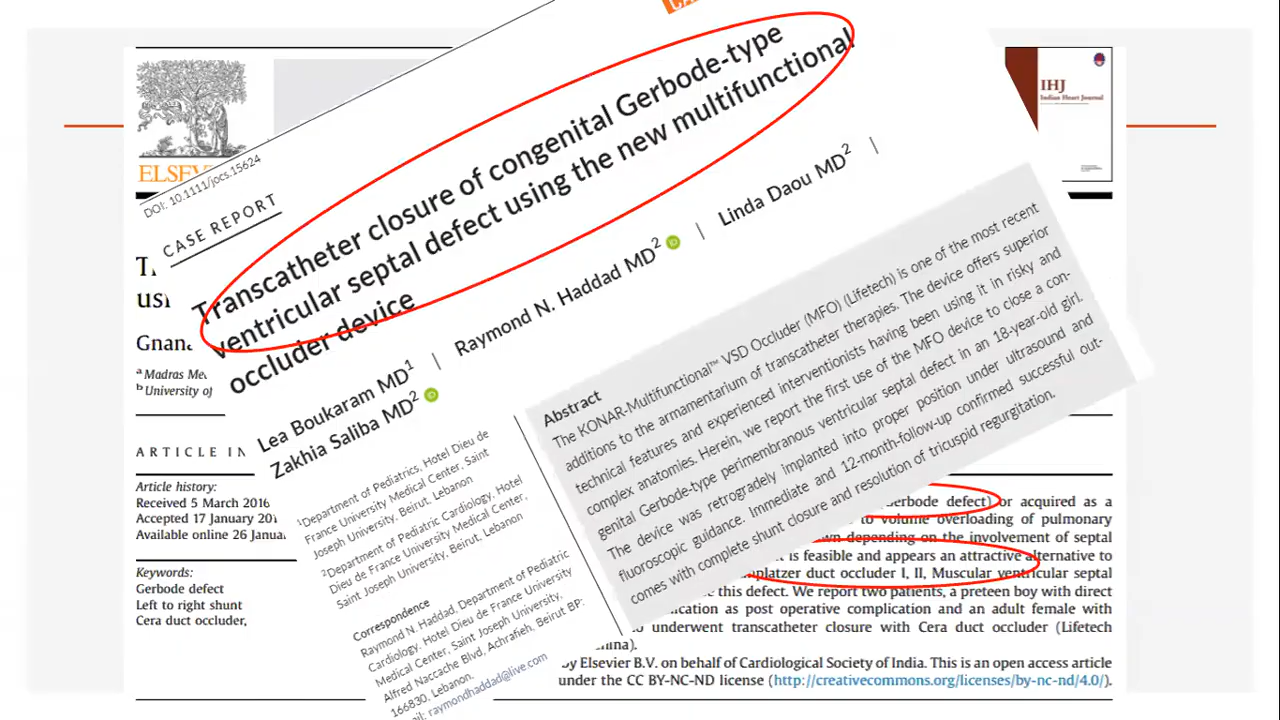 IHJ
Indian Heart Journal
DOI: 10.1111/jocs.15624
CASE REPORT
Transcatheter closure of congenital Gerbode-type
ventricular septal defect using the new multifunctional
occluder device
Lea Boukaram MD1 | Raymond N. Haddad MD2 | Linda Daou MD2 |
Zakhia Saliba MD2
1Department of Pediatrics, Hotel Dieu de
France University Medical Center, Saint
Joseph University, Beirut, Lebanon
2Department of Pediatric Cardiology, Hotel
Dieu de France University Medical Center,
Saint Joseph University, Beirut, Lebanon
Correspondence
Raymond N. Haddad, Department of Pediatric
Cardiology, Hotel Dieu de France University
Medical Center, Saint Joseph University,
Alfred Naccache Blvd, Achrafieh, Beirut BP:
166830, Lebanon.
raymondhaddad@live.com
Abstract
The KONAR-Multifunctional™ VSD Occluder (MFO) (Lifetech) is one of the most recent
additions to the armamentarium of transcatheter therapies. The device offers superior
technical features and experienced interventionists having been using it in risky and
complex anatomies. Herein, we report the first use of the MFO device to close a con-
genital Gerbode-type perimembranous ventricular septal defect in an 18-year-old girl.
The device was retrogradely implanted into proper position under ultrasound and
fluoroscopic guidance. Immediate and 12-month-follow-up confirmed successful out-
comes with complete shunt closure and resolution of tricuspid regurgitation.
ELSEV
usi
Gnana
a Madras Me
b University of
ARTICLE IN
Article history:
Received 5 March 2016
Accepted 17 January 201
Available online 26 Janua
Keywords:
Gerbode defect
Left to right shunt
Cera duct occluder,
Gerbode defect) or acquired as a
to volume overloading of pulmonary
wn depending on the involvement of septal
is feasible and appears an attractive alternative to
mplatzer duct occluder I, II, Muscular ventricular septal
this defect. We report two patients, a preteen boy with direct
ication as post operative complication and an adult female with
underwent transcatheter closure with Cera duct occluder (Lifetech
hina).
by Elsevier B.V. on behalf of Cardiological Society of India. This is an open access article
under the CC BY-NC-ND license (http://creativecommons.org/licenses/by-nc-nd/4.0/).